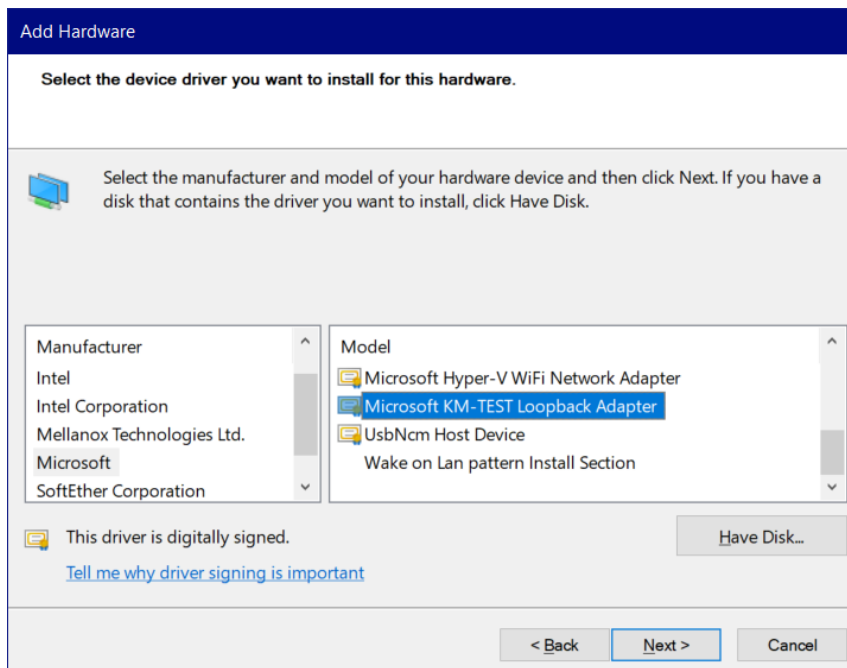 Add Hardware
Select the device driver you want to install for this hardware.
Select the manufacturer and model of your hardware device and then click Next. If you have a
disk that contains the driver you want to install, click Have Disk.
Manufacturer
Intel
Intel Corporation
Mellanox Technologies Ltd.
Microsoft
SoftEther Corporation
Model
Microsoft Hyper-V WiFi Network Adapter
Microsoft KM-TEST Loopback Adapter
UsbNcm Host Device
Wake on Lan pattern Install Section
This driver is digitally signed.
Have Disk...
Tell me why driver signing is important
< Back
Next >
Cancel